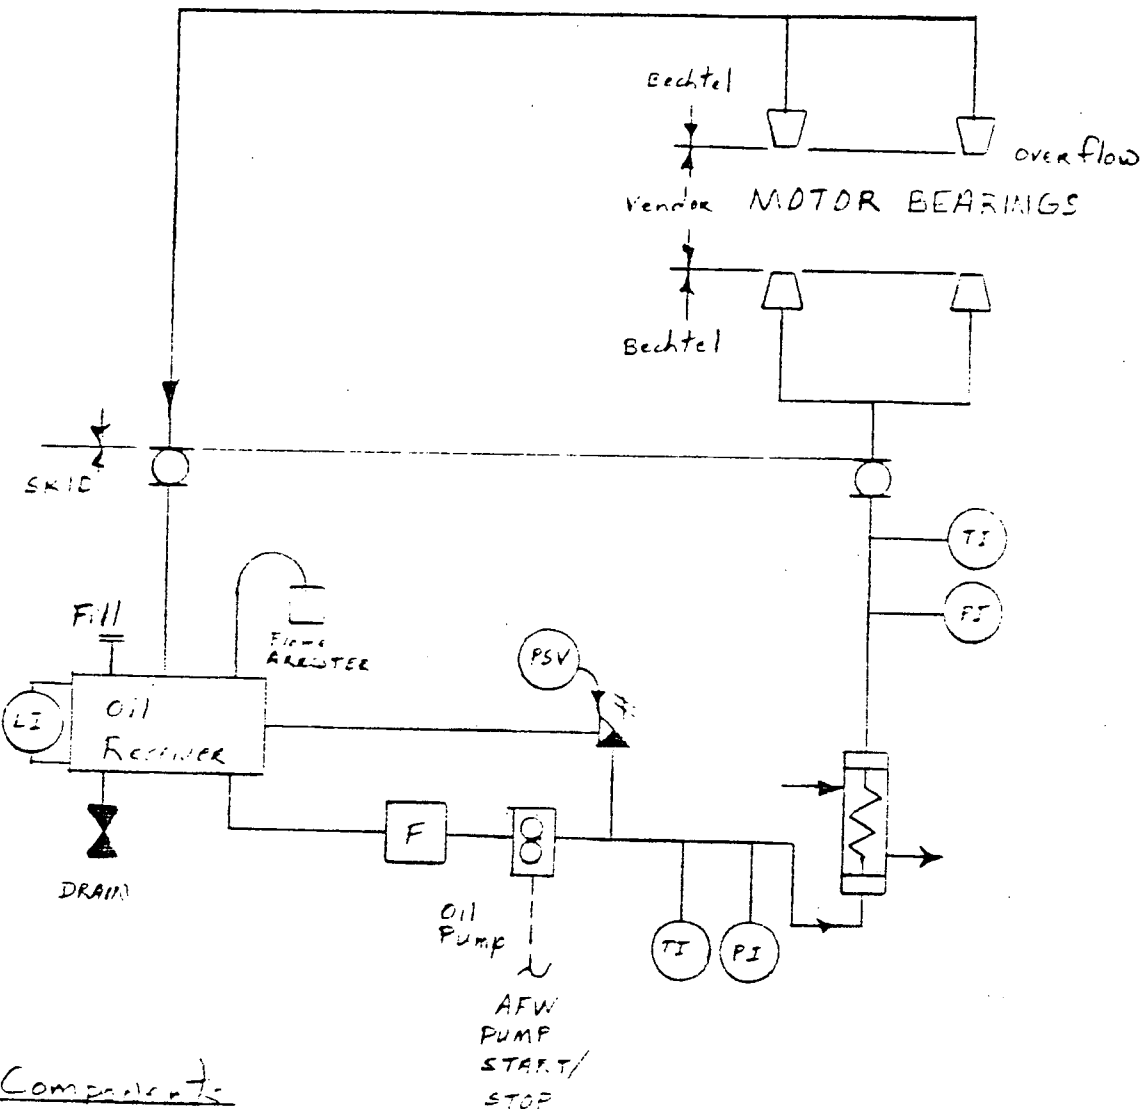 Bechtel
OVERflow
Vendor MOTOR BEARINGS
Bechtel
SKID
TI
PI
Fill
Flame
ARRESTER
PSV
LI
Oil
Receiver
F
DRAIN
Oil
Pump
TI
PI
AFW
PUMP
START/
STOP
Components